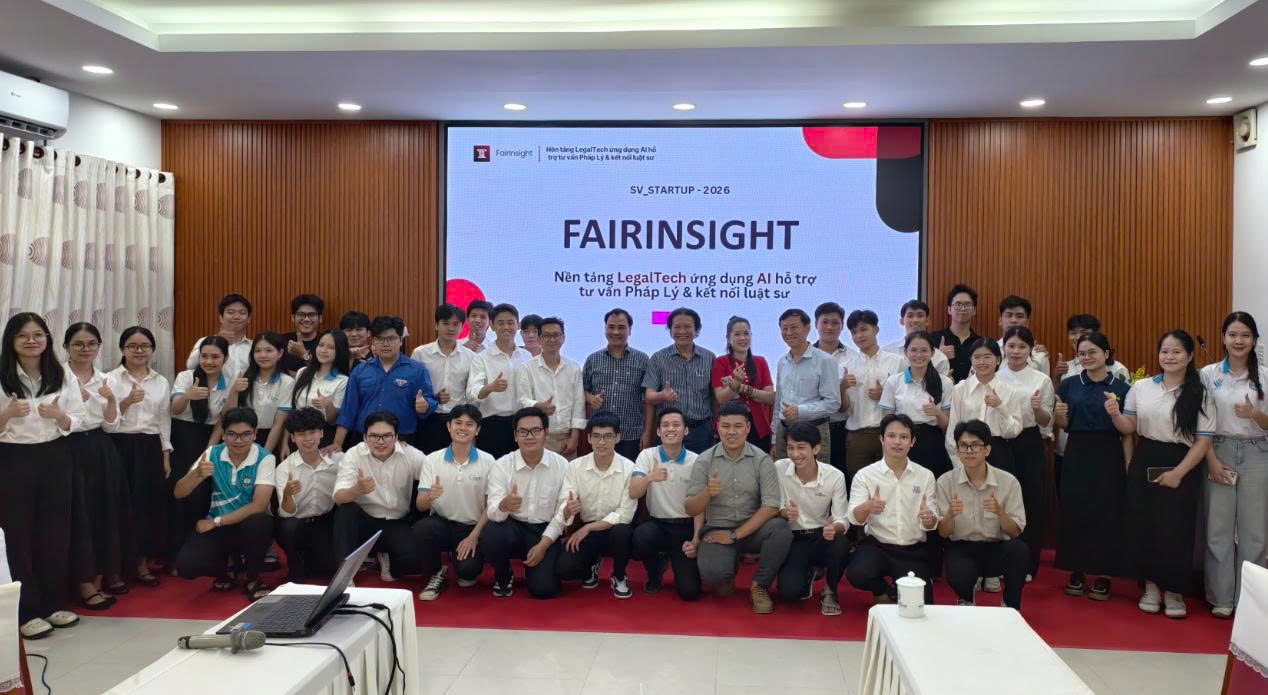 Fairinsight
Nền tảng LegalTech ứng dụng AI hỗ
trợ tư vấn Pháp Lý & kết nối luật sư
SV_STARTUP - 2026
FAIRINSIGHT
Nền tảng LegalTech ứng dụng AI hỗ trợ
tư vấn Pháp Lý & kết nối luật sư